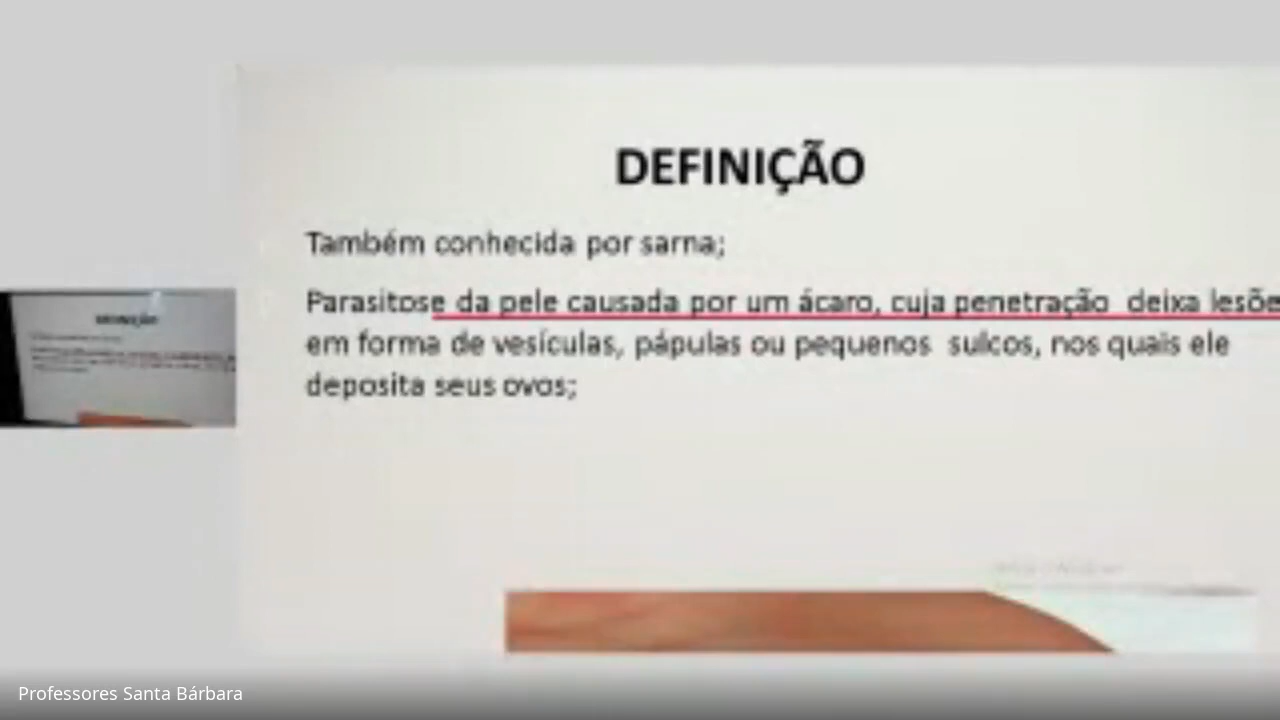 DEFINIÇÃO
Também conhecida por sarna;
Parasitose da pele causada por um ácaro, cuja penetração deixa lesõe
em forma de vesículas, pápulas ou pequenos sulcos, nos quais ele
deposita seus ovos;
Professores Santa Bárbara